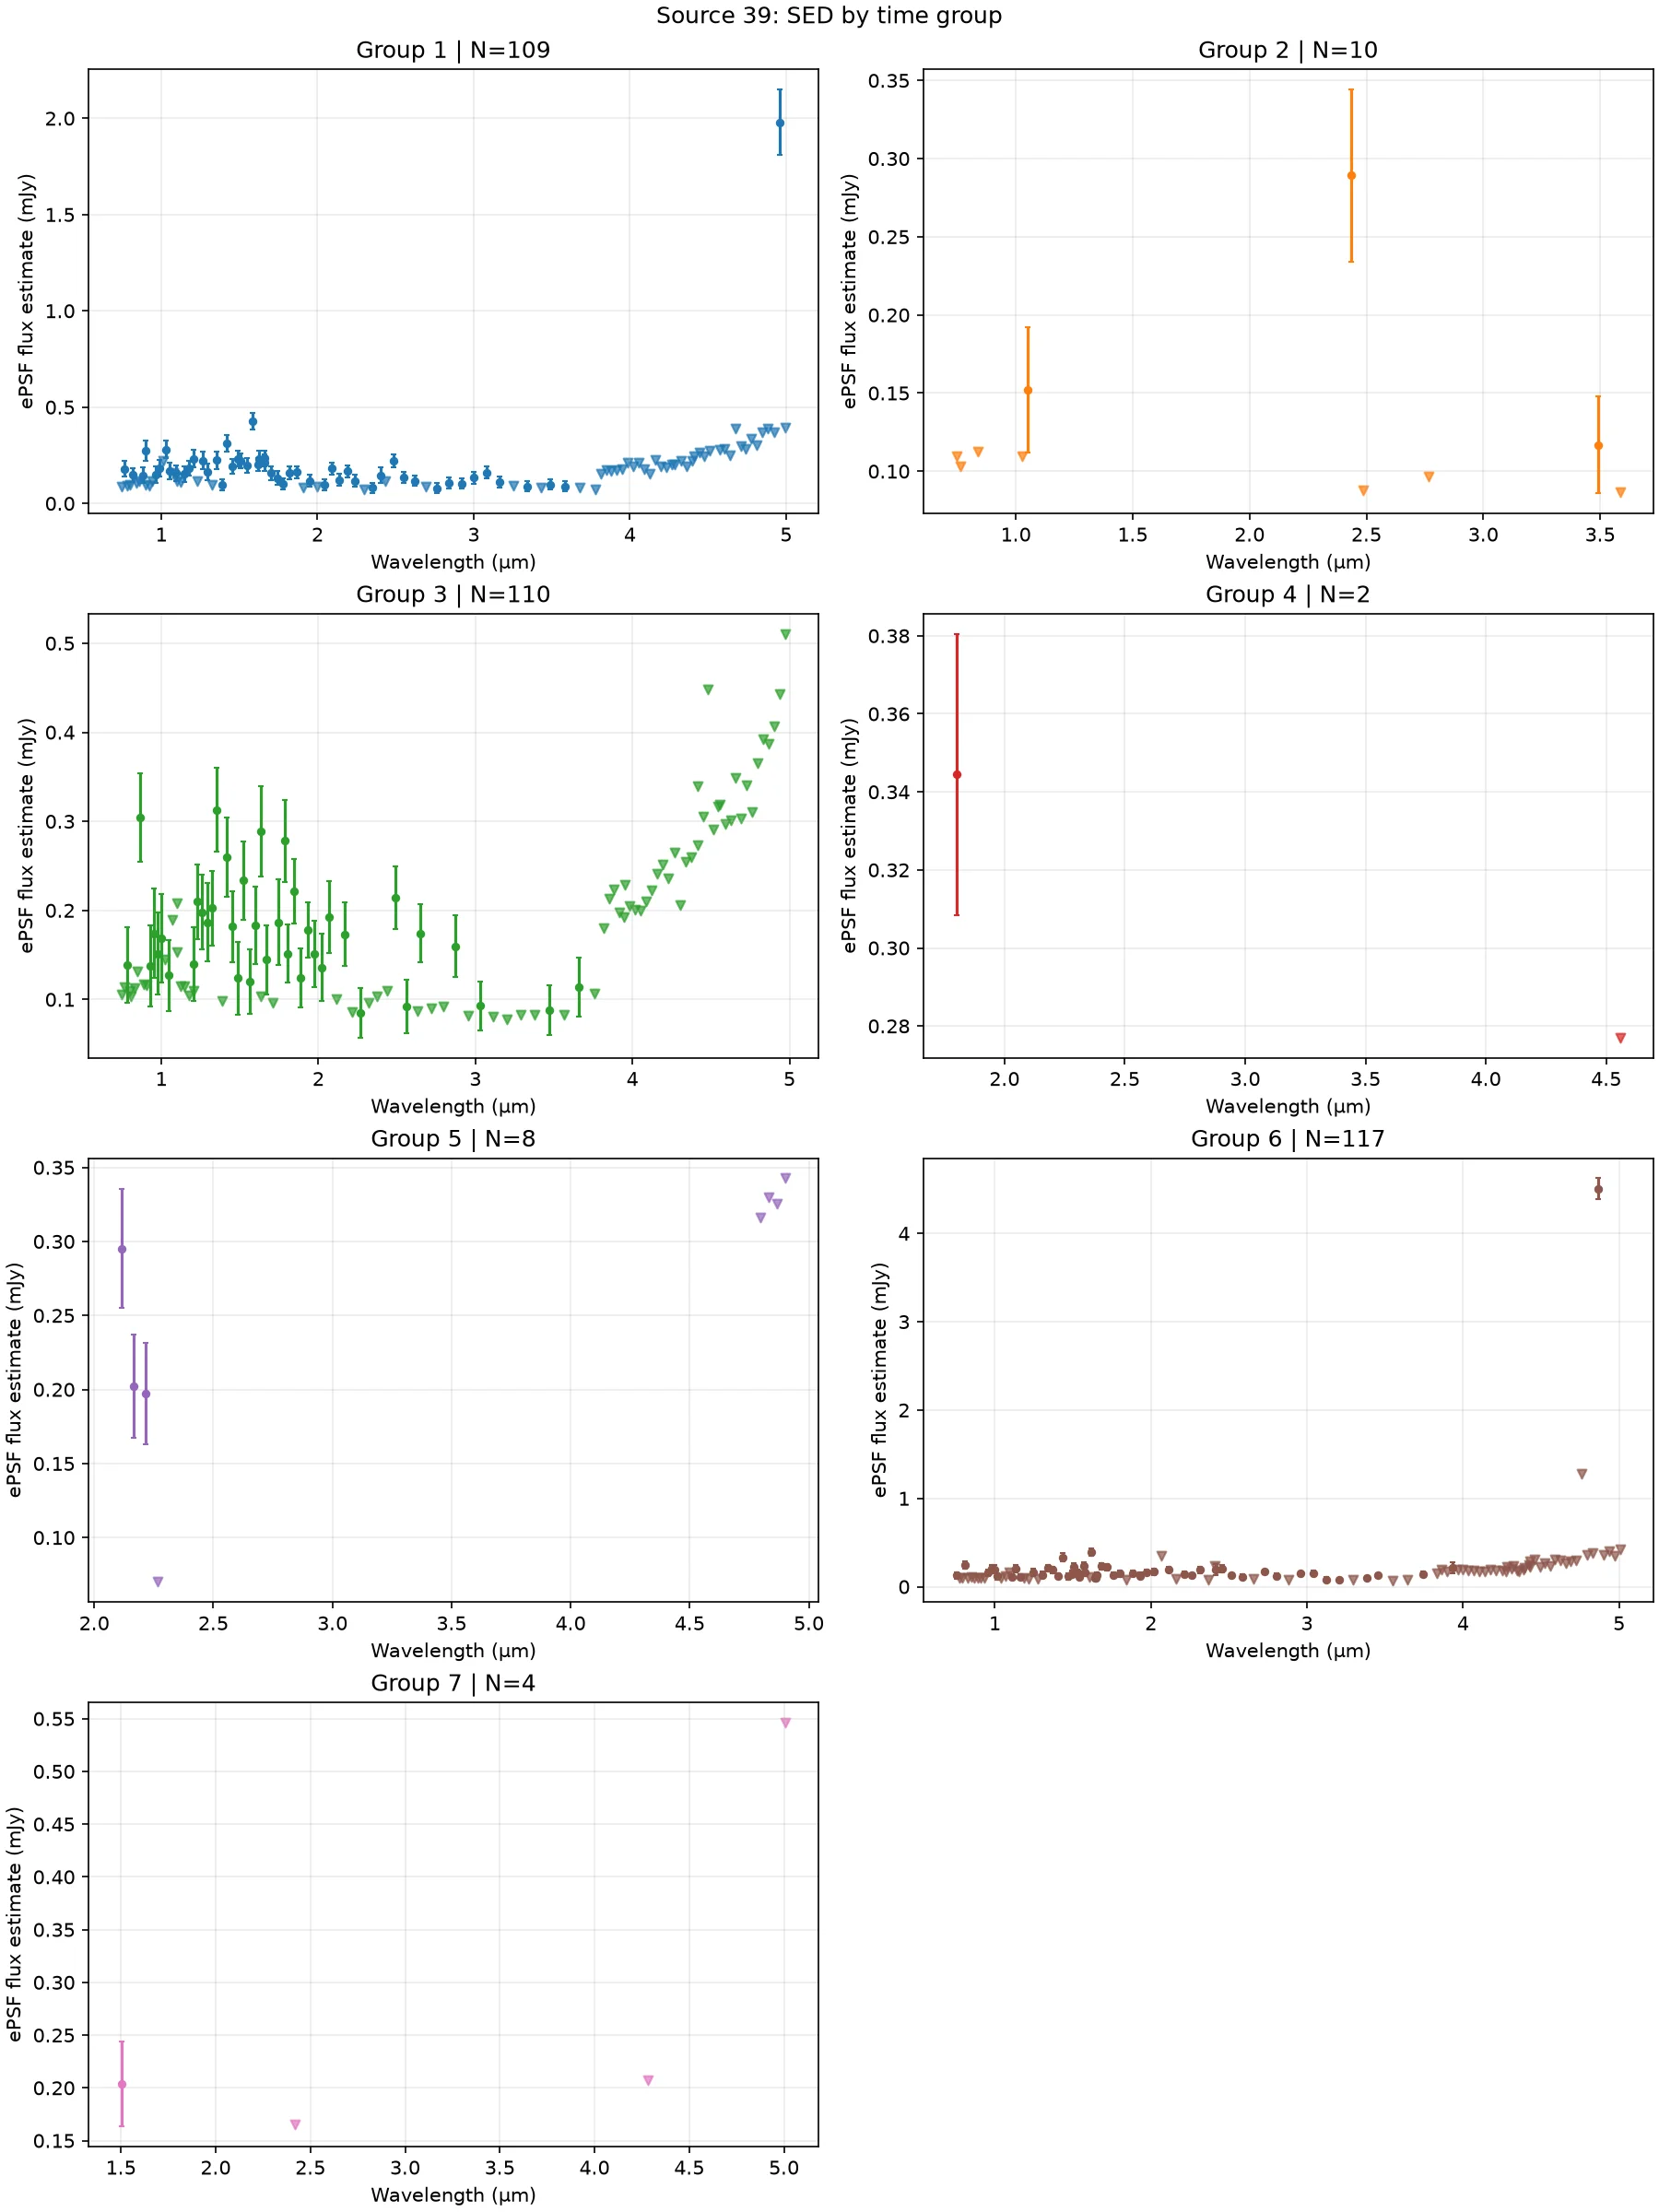 Source 39: SED by time group
Group 1 | N=109
ePSF flux estimate (mJy)
2.0
1.5
1.0
0.5
0.0
1 2 3 4 5
Wavelength (μm)
Group 2 | N=10
ePSF flux estimate (mJy)
0.35
0.30
0.25
0.20
0.15
0.10
1.0 1.5 2.0 2.5 3.0 3.5
Wavelength (μm)
Group 3 | N=110
ePSF flux estimate (mJy)
0.5
0.4
0.3
0.2
0.1
1 2 3 4 5
Wavelength (μm)
Group 4 | N=2
ePSF flux estimate (mJy)
0.38
0.36
0.34
0.32
0.30
0.28
2.0 2.5 3.0 3.5 4.0 4.5
Wavelength (μm)
Group 5 | N=8
ePSF flux estimate (mJy)
0.35
0.30
0.25
0.20
0.15
0.10
2.0 2.5 3.0 3.5 4.0 4.5 5.0
Wavelength (μm)
Group 6 | N=117
ePSF flux estimate (mJy)
4
3
2
1
0
1 2 3 4 5
Wavelength (μm)
Group 7 | N=4
ePSF flux estimate (mJy)
0.55
0.50
0.45
0.40
0.35
0.30
0.25
0.20
0.15
1.5 2.0 2.5 3.0 3.5 4.0 4.5 5.0
Wavelength (μm)